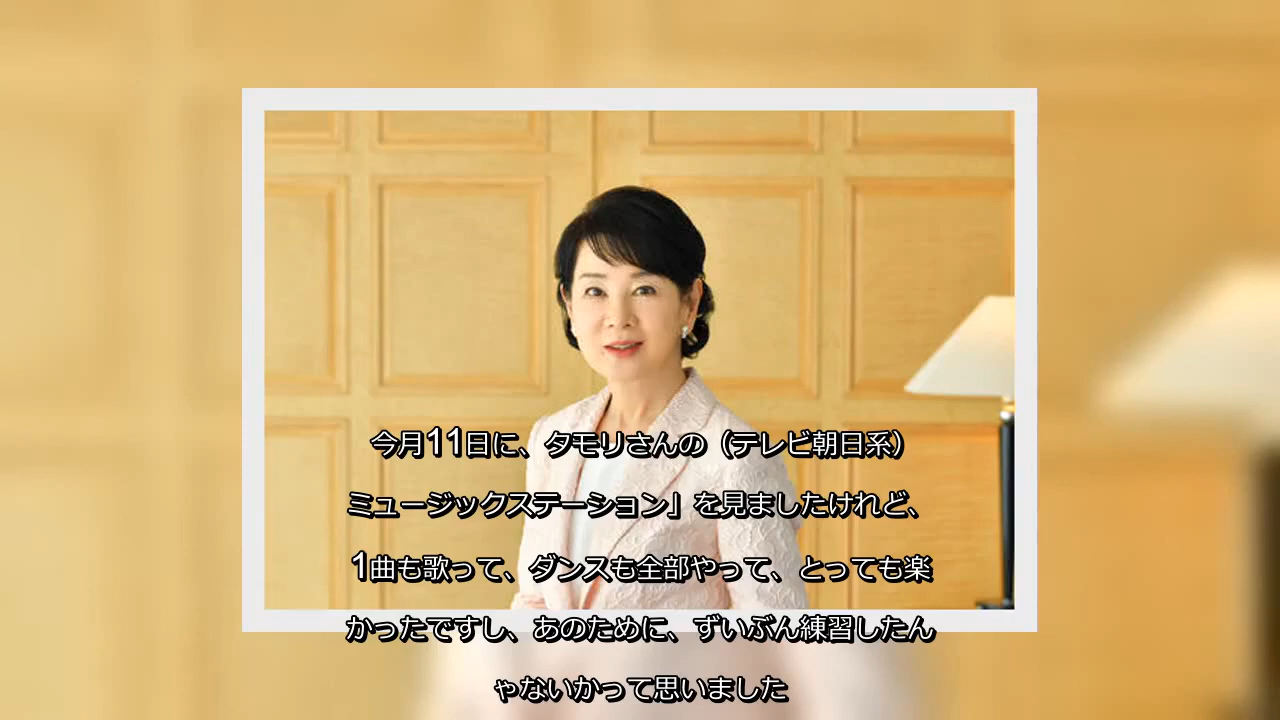 今月11日に、タモリさんの（テレビ朝日系）
ミュージックステーション」を見ましたけれど、
1曲も歌って、ダンスも全部やって、とっても楽
かったですし、あのために、ずいぶん練習したん
ゃないかって思いました